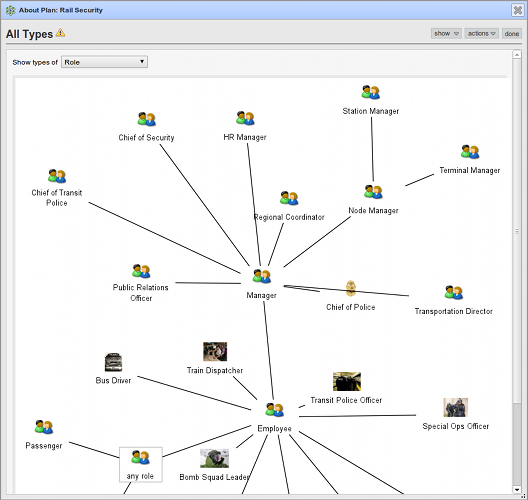 About Plan: Rail Security
All Types
show
actions
done
Show types of
Role
Station Manager
Chief of Security
HR Manager
Terminal Manager
Chief of Transit
Police
Regional Coordinator
Node Manager
Public Relations
Officer
Manager
Chief of Police
Transportation Director
Train Dispatcher
Bus Driver
Transit Police Officer
Employee
Special Ops Officer
Passenger
any role
Bomb Squad Leader